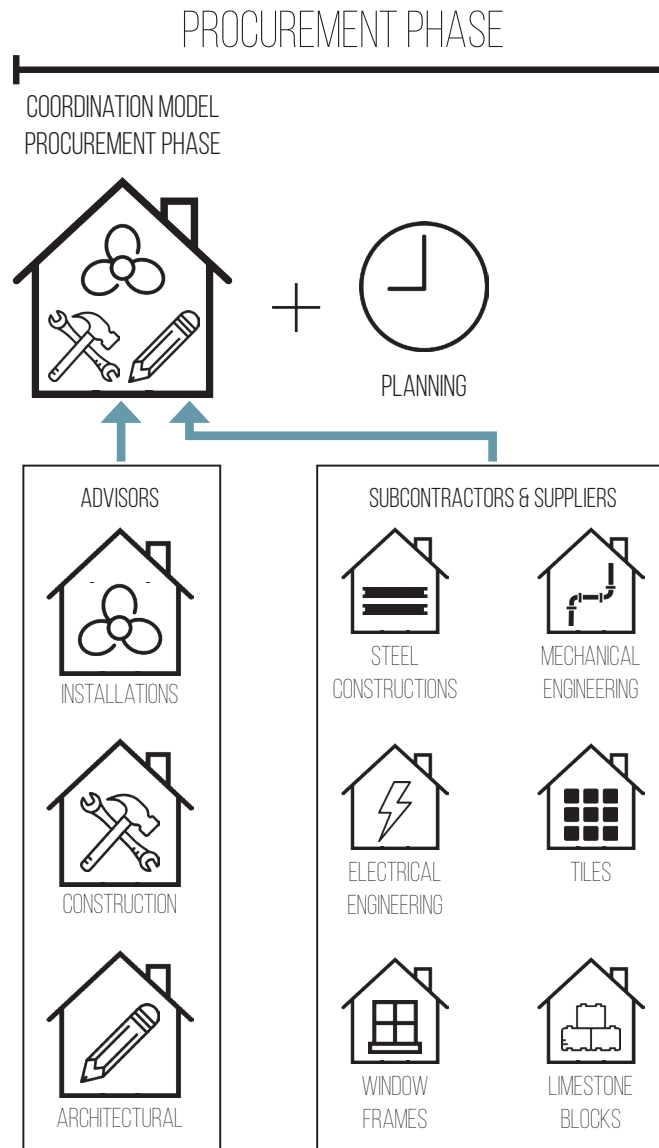 PROCUREMENT PHASE
COORDINATION MODEL
PROCUREMENT PHASE
PLANNING
ADVISORS
INSTALLATIONS
CONSTRUCTION
ARCHITECTURAL
SUBCONTRACTORS & SUPPLIERS
STEEL
CONSTRUCTIONS
MECHANICAL
ENGINEERING
ELECTRICAL
ENGINEERING
TILES
WINDOW
FRAMES
LIMESTONE
BLOCKS